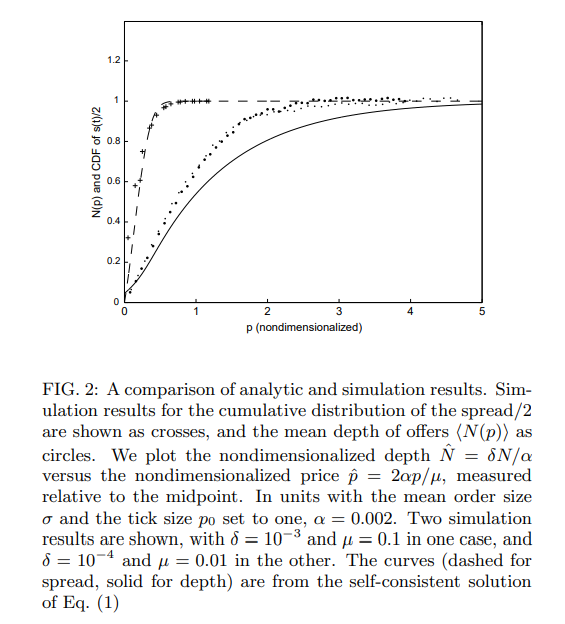 1.2
1
0.8
0.6
0.4
0.2
0
N(p) and CDF of s(t)/2
0
1
2
3
4
5
p (nondimensionalized)
FIG. 2: A comparison of analytic and simulation results. Sim-
ulation results for the cumulative distribution of the spread/2
are shown as crosses, and the mean depth of offers ⟨N(p)⟩ as
circles. We plot the nondimensionalized depth N̂ = δN/α
versus the nondimensionalized price p̂ = 2αp/μ, measured
relative to the midpoint. In units with the mean order size
σ and the tick size p₀ set to one, α = 0.002. Two simulation
results are shown, with δ = 10⁻³ and μ = 0.1 in one case, and
δ = 10⁻⁴ and μ = 0.01 in the other. The curves (dashed for
spread, solid for depth) are from the self-consistent solution
of Eq. (1)